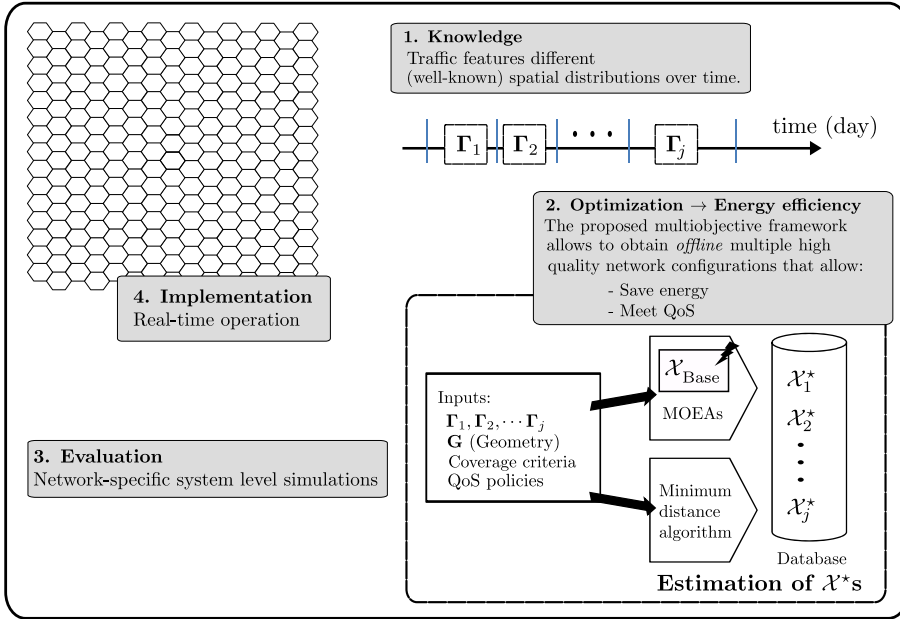 1. Knowledge
Traffic features different
(well-known) spatial distributions over time.
time (day)
Γ₁ Γ₂ • • • Γⱼ
2. Optimization → Energy efficiency
The proposed multiobjective framework
allows to obtain offline multiple high
quality network configurations that allow:
- Save energy
- Meet QoS
4. Implementation
Real-time operation
3. Evaluation
Network-specific system level simulations
Inputs:
Γ₁, Γ₂, ⋯ Γⱼ
G (Geometry)
Coverage criteria
QoS policies
𝒳Base
MOEAs
Minimum
distance
algorithm
𝒳₁⋆
𝒳₂⋆
•
•
•
𝒳ⱼ⋆
Database
Estimation of 𝒳⋆s